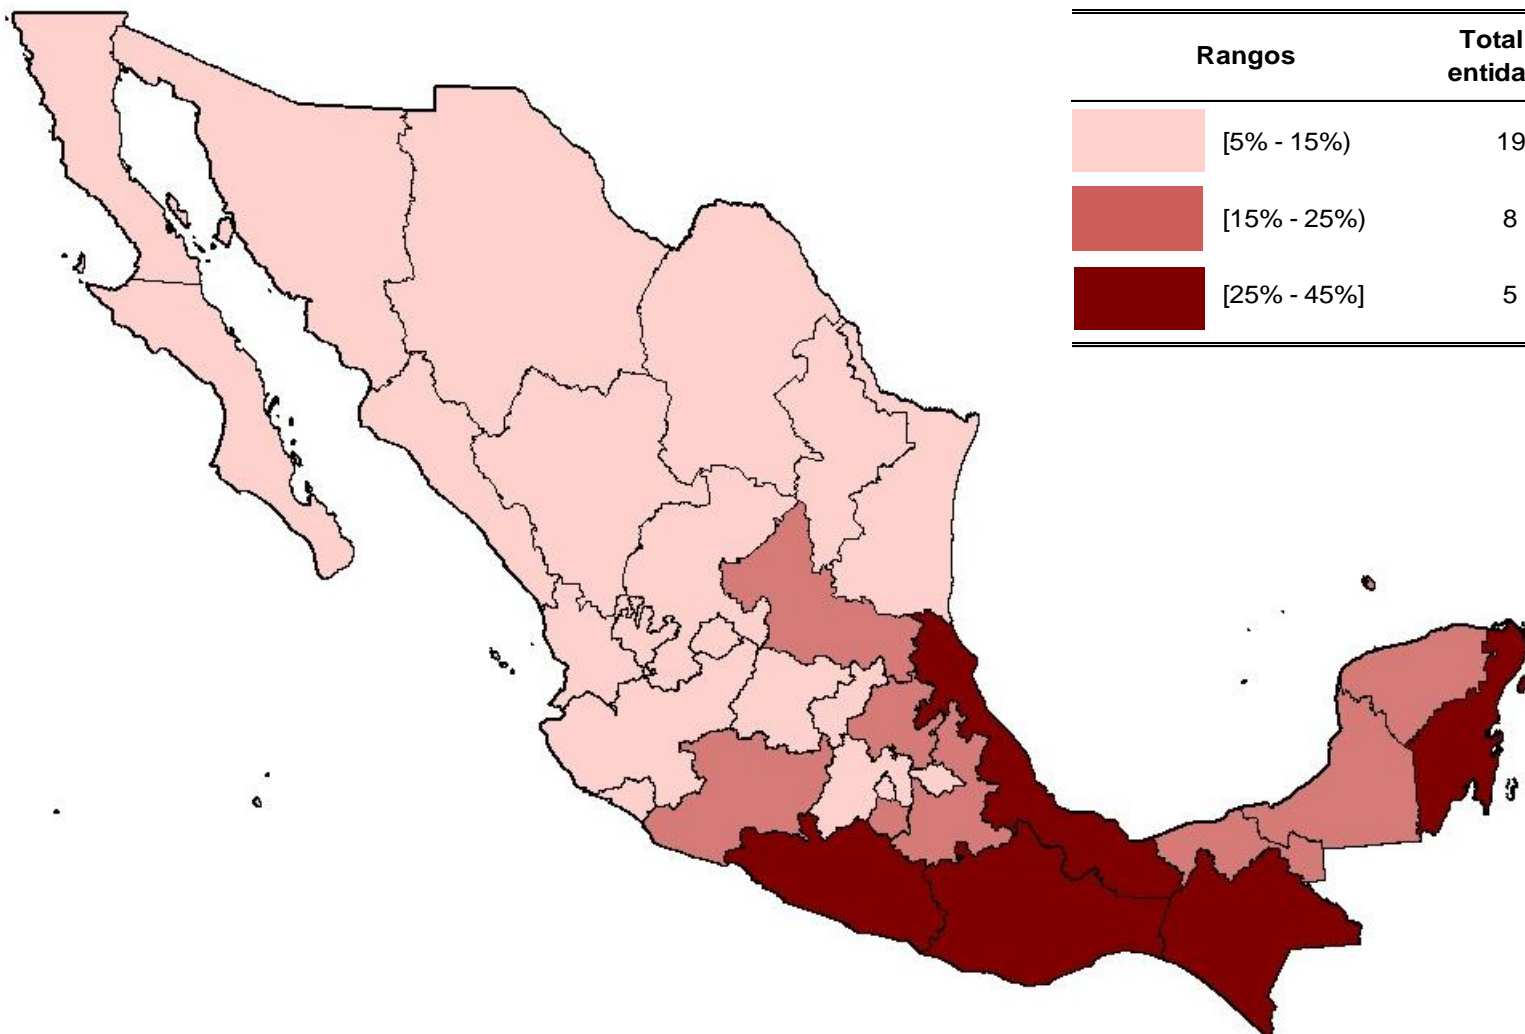 Rangos
Total
entida
[5% - 15%)
19
[15% - 25%)
8
[25% - 45%]
5